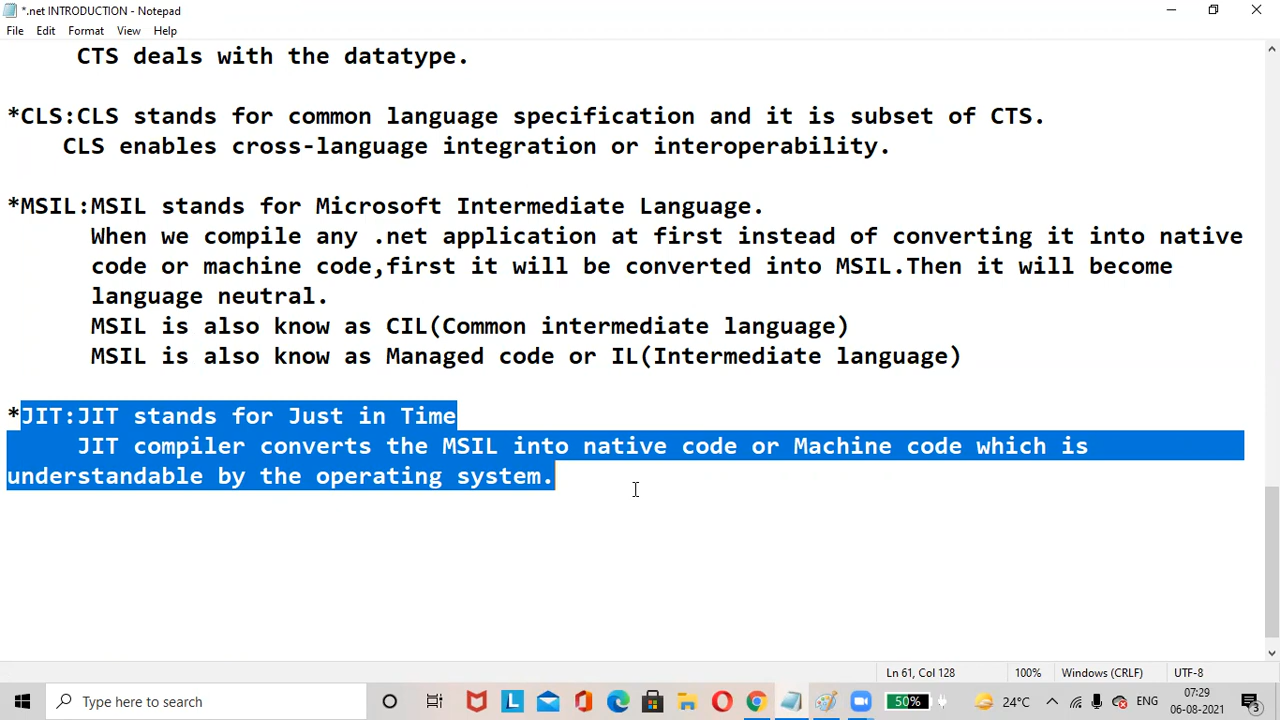 *.net INTRODUCTION - Notepad
File Edit Format View Help
CTS deals with the datatype.
*CLS:CLS stands for common language specification and it is subset of CTS.
CLS enables cross-language integration or interoperability.
*MSIL:MSIL stands for Microsoft Intermediate Language.
When we compile any .net application at first instead of converting it into native
code or machine code,first it will be converted into MSIL.Then it will become
language neutral.
MSIL is also know as CIL(Common intermediate language)
MSIL is also know as Managed code or IL(Intermediate language)
*JIT:JIT stands for Just in Time
JIT compiler converts the MSIL into native code or Machine code which is
understandable by the operating system.
Ln 61, Col 128 100% Windows (CRLF) UTF-8
Type here to search L 50% 24°C ENG 07:29
06-08-2021 3